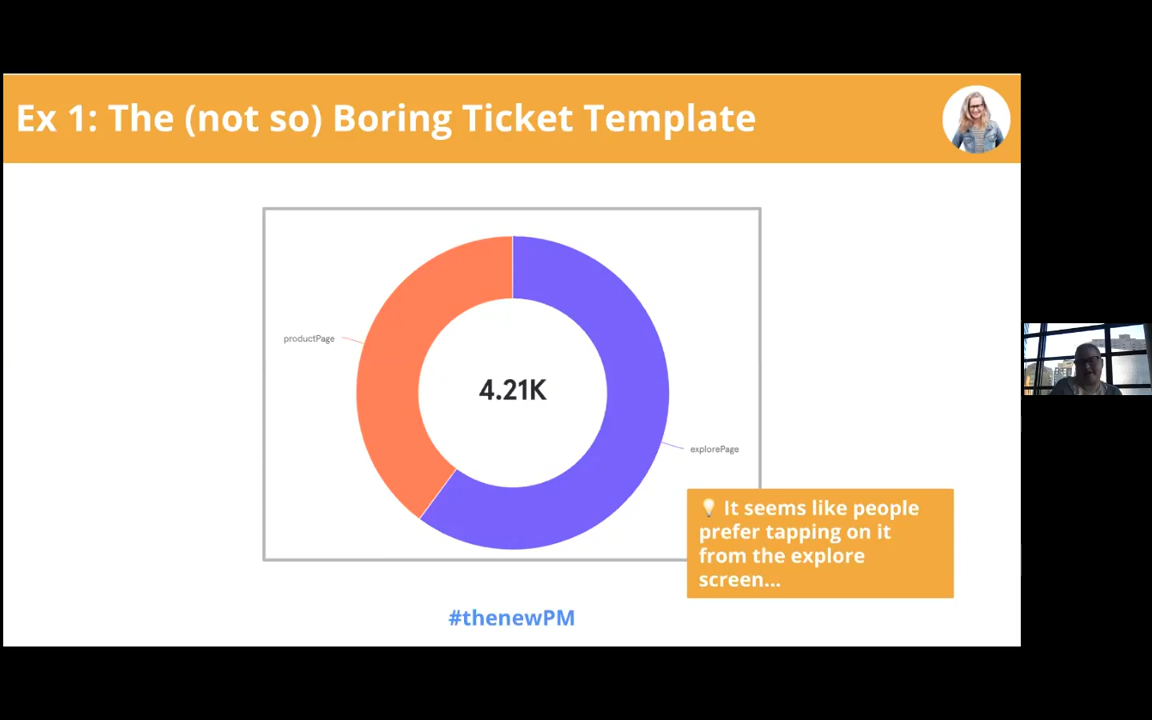 Ex 1: The (not so) Boring Ticket Template
productPage
4.21K
explorePage
It seems like people
prefer tapping on it
from the explore
screen...
#thenewPM